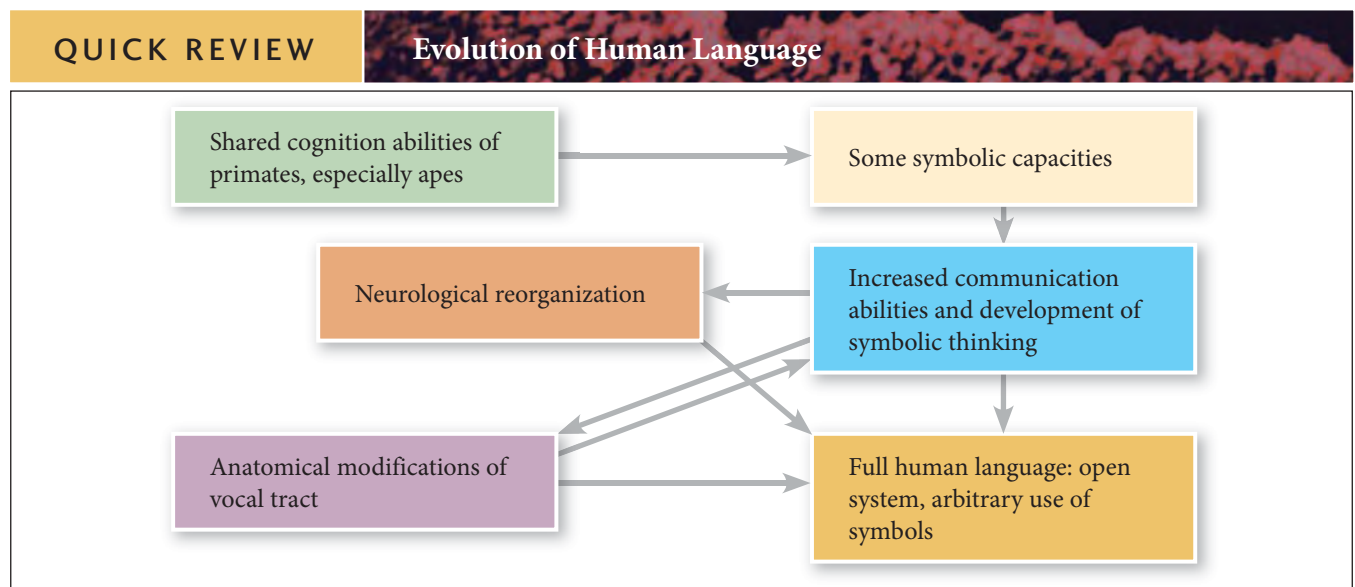 QUICK REVIEW
Evolution of Human Language
Shared cognition abilities of
primates, especially apes
Some symbolic capacities
Neurological reorganization
Increased communication
abilities and development of
symbolic thinking
Anatomical modifications of
vocal tract
Full human language: open
system, arbitrary use of
symbols